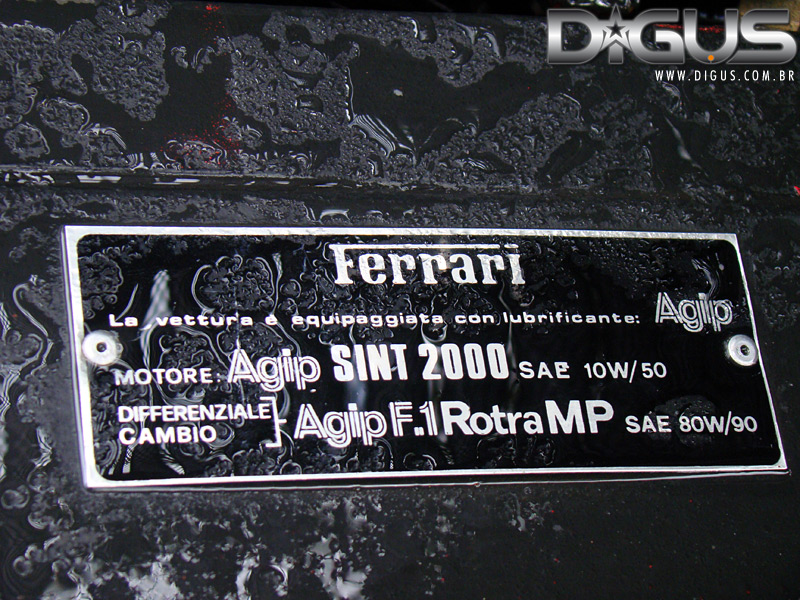 DIGUS
WWW.DIGUS.COM.BR
Ferrari
La vettura è equipaggiata con lubrificante: Agip
MOTORE: Agip SINT 2000 SAE 10W/50
DIFFERENZIALE
CAMBIO
Agip F.1 Rotra MP SAE 80W/90